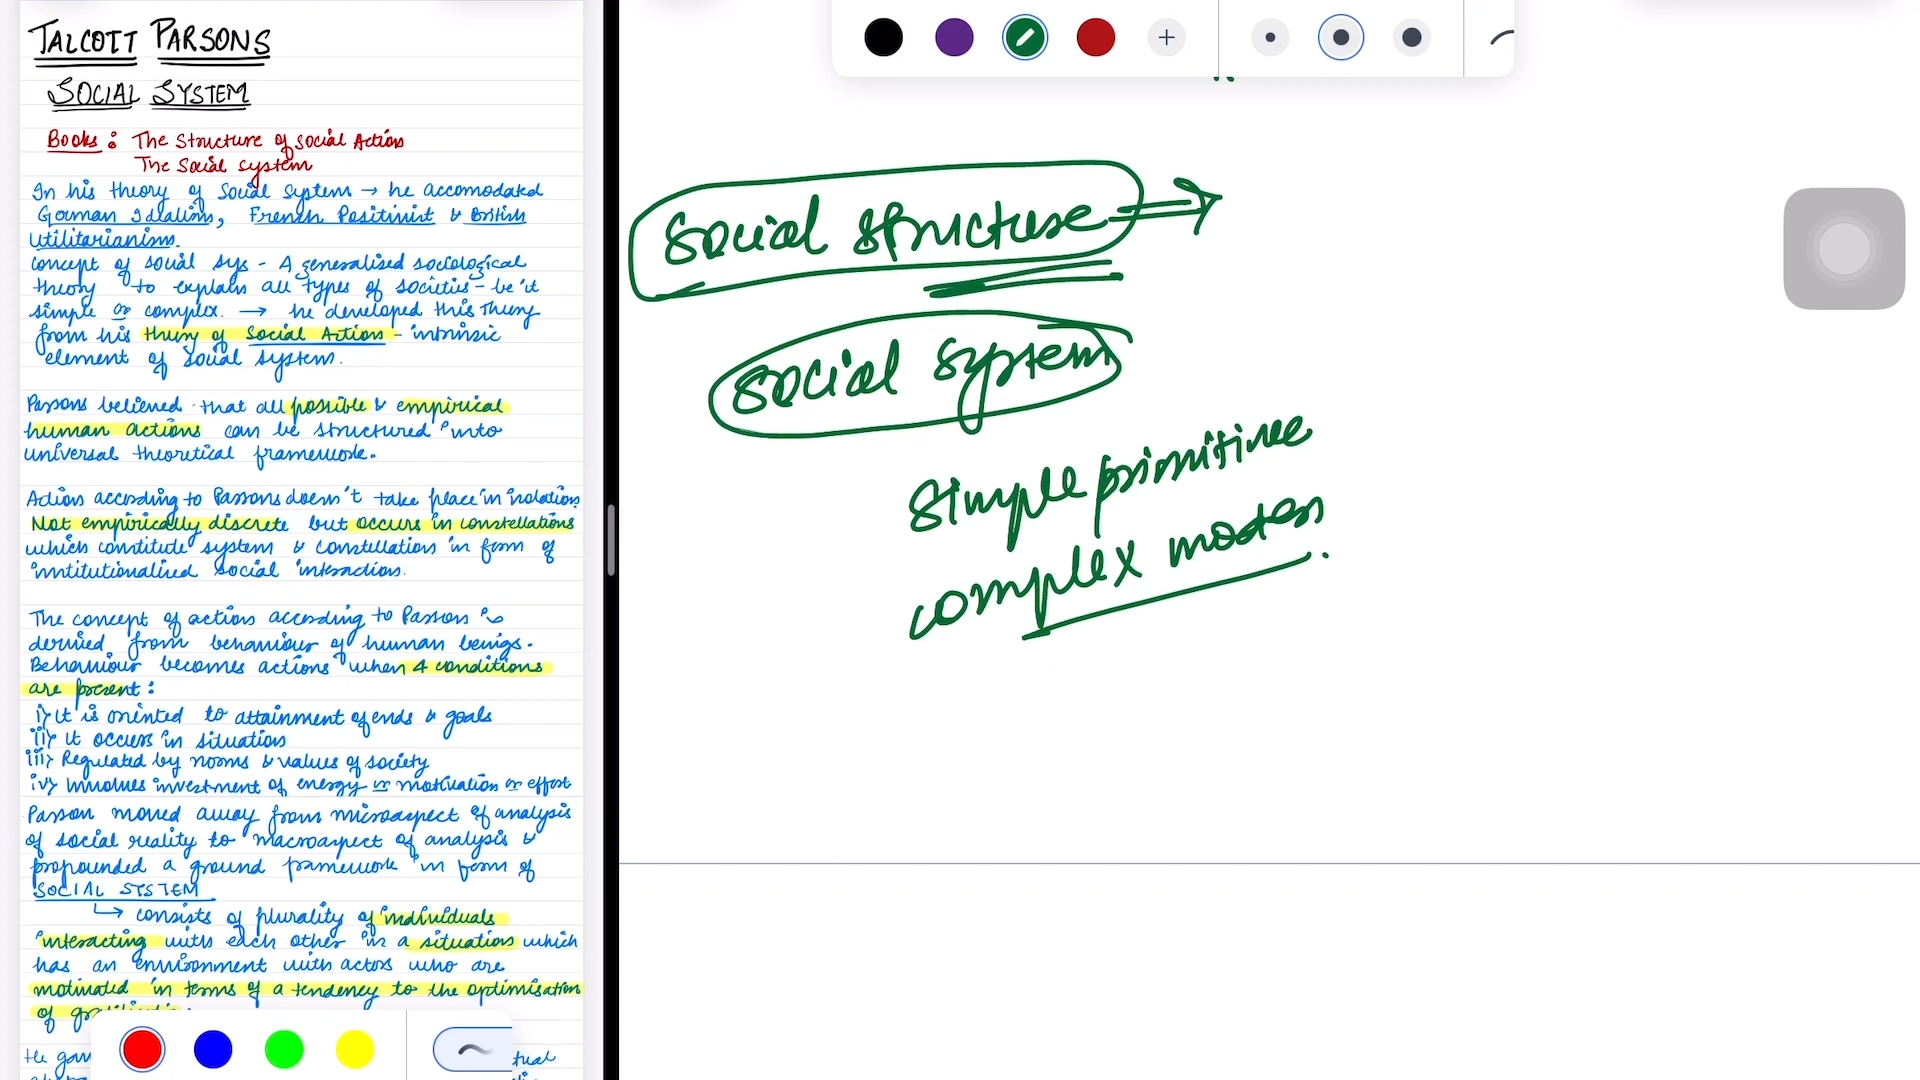 TALCOTT PARSONS
SOCIAL SYSTEM
Books : The Structure of Social Action
The Social System
In his theory of Social System → he accomodated
German Idealism, French Positivist & British
Utilitarianism.
Concept of social sys - A generalised sociological
theory to explain all types of societies - be it
simple or complex. → he developed this theory
from his theory of Social Action - intrinsic
element of Social system.
Parsons believed that all possible & empirical
human actions can be structured into
universal theoretical framework.
Action according to Parsons doesn't take place in isolation.
Not empirically discrete but occurs in constellations
which constitute system & constellation in form of
institutionalised social interaction.
The concept of action according to Parsons is
derived from behaviour of human beings.
Behaviour becomes actions when 4 conditions
are present :
i) It is oriented to attainment of ends & goals
ii) It occurs in situation
iii) Regulated by norms & values of society
iv) Involves investment of energy or motivation or effort
Parson moved away from microaspect of analysis
of social reality to macroaspect of analysis &
propounded a ground framework in form of
SOCIAL SYSTEM
↳ consists of plurality of individuals
interacting with each other in a situation which
has an environment with actors who are
motivated in terms of a tendency to the optimisation
of
He
Social structure ⇒
Social system
Simple primitive
complex modern.